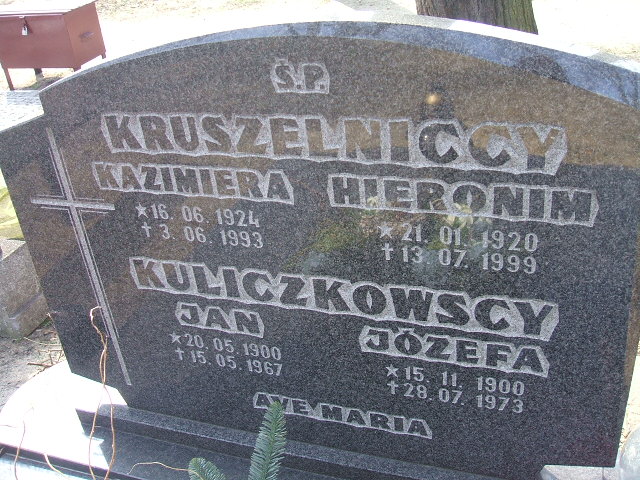 Ś.P.
KRUSZELNICCY
KAZIMIERA HIERONIM
★16. 06. 1924 ★21. 01. 1920
✝ 3. 06. 1993 ✝ 13. 07. 1999
KULICZKOWSCY
JAN JÓZEFA
★20. 05. 1900 ★15. 11. 1900
✝15. 05. 1967 ✝28. 07. 1973
AVE MARIA